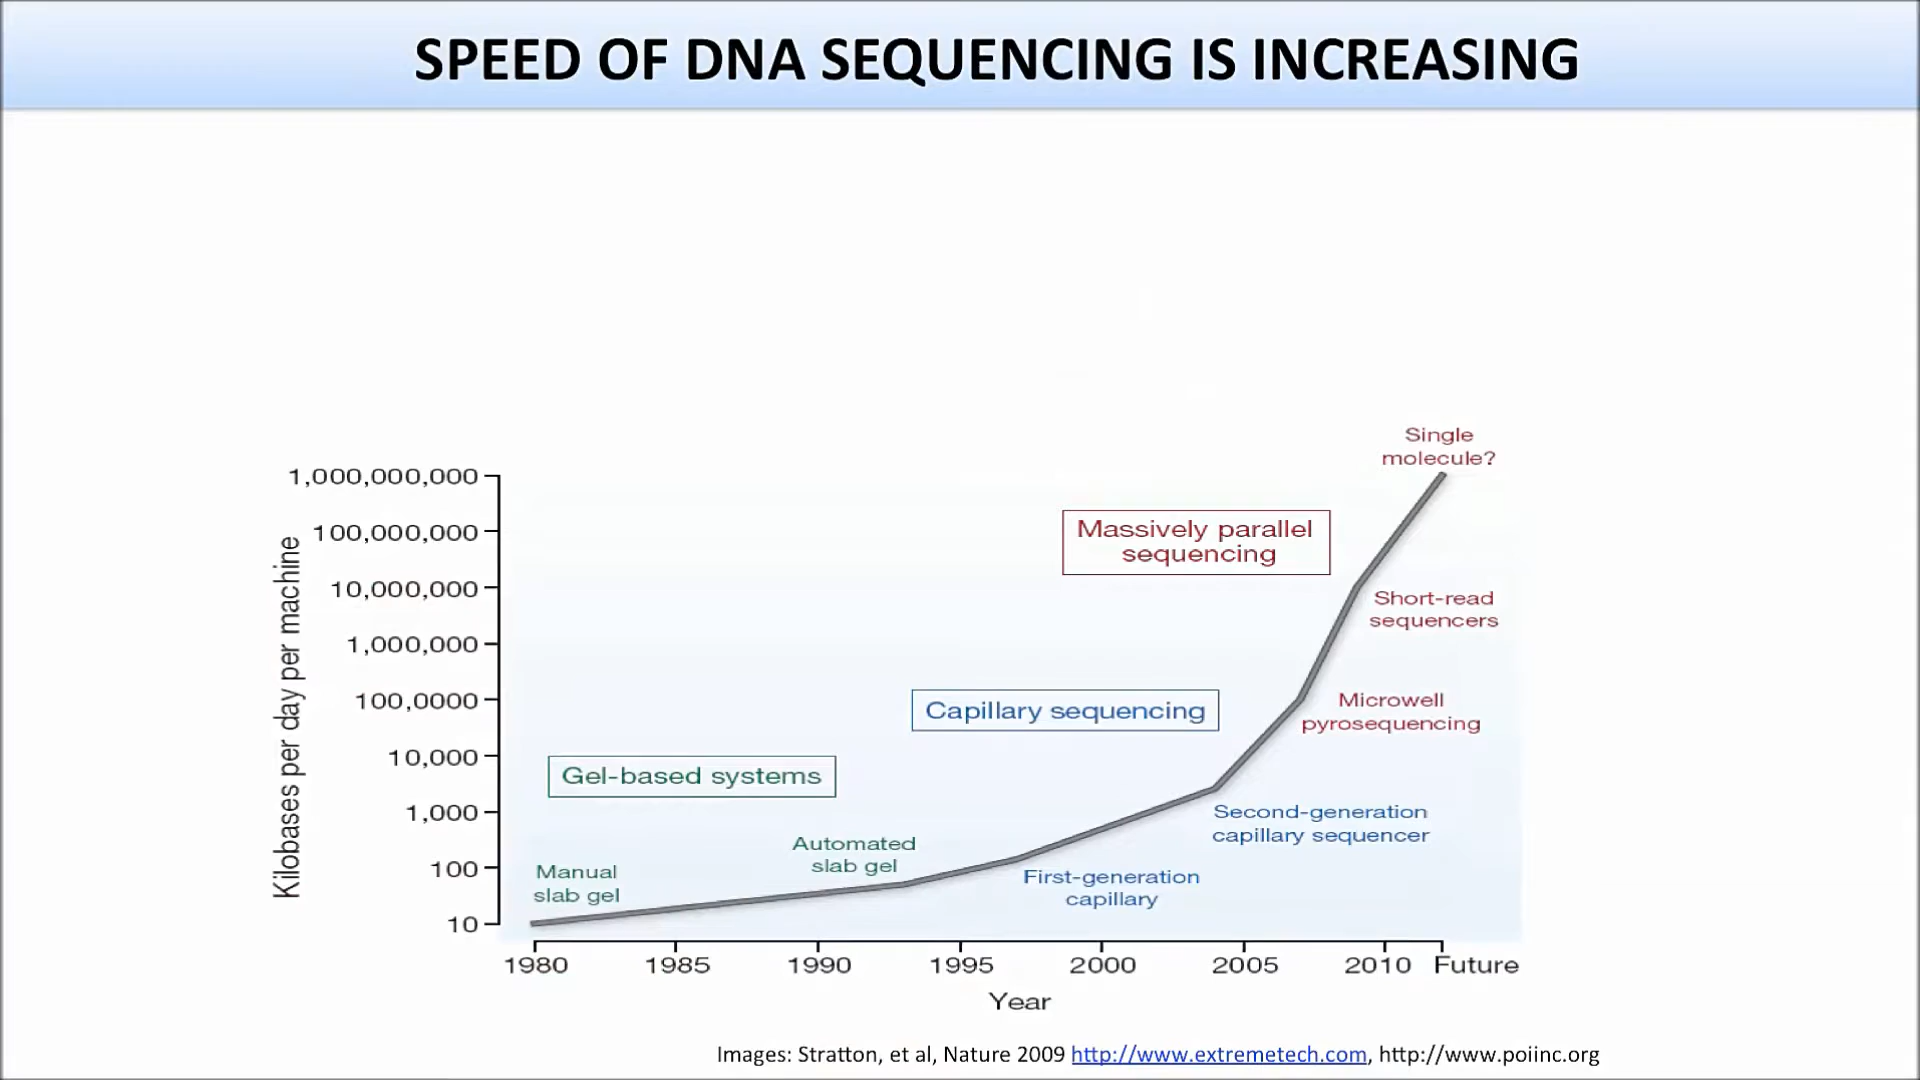 SPEED OF DNA SEQUENCING IS INCREASING
Single
molecule?
1,000,000,000
100,000,000
10,000,000
1,000,000
100,0000
10,000
1,000
100
10
Kilobases per day per machine
Massively parallel
sequencing
Short-read
sequencers
Capillary sequencing
Microwell
pyrosequencing
Gel-based systems
Second-generation
capillary sequencer
Automated
slab gel
Manual
slab gel
First-generation
capillary
1980 1985 1990 1995 2000 2005 2010 Future
Year
Images: Stratton, et al, Nature 2009 http://www.extremetech.com, http://www.poiinc.org